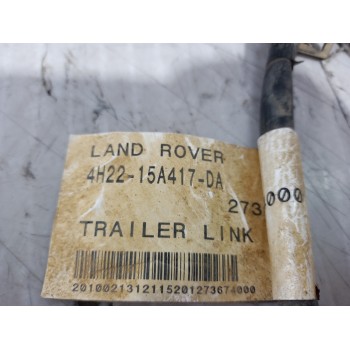 LAND ROVER
4H22-15A417-DA
273
000
TRAILER LINK
2010021312115201273674000